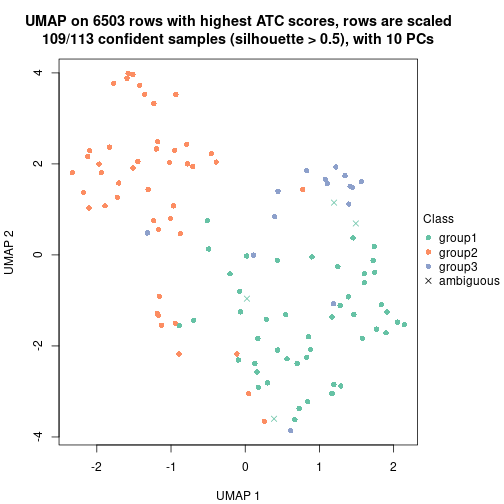 UMAP on 6503 rows with highest ATC scores, rows are scaled
109/113 confident samples (silhouette > 0.5), with 10 PCs
4
2
0
-2
-4
UMAP 2
-2
-1
0
1
2
UMAP 1
Class
group1
group2
group3
ambiguous